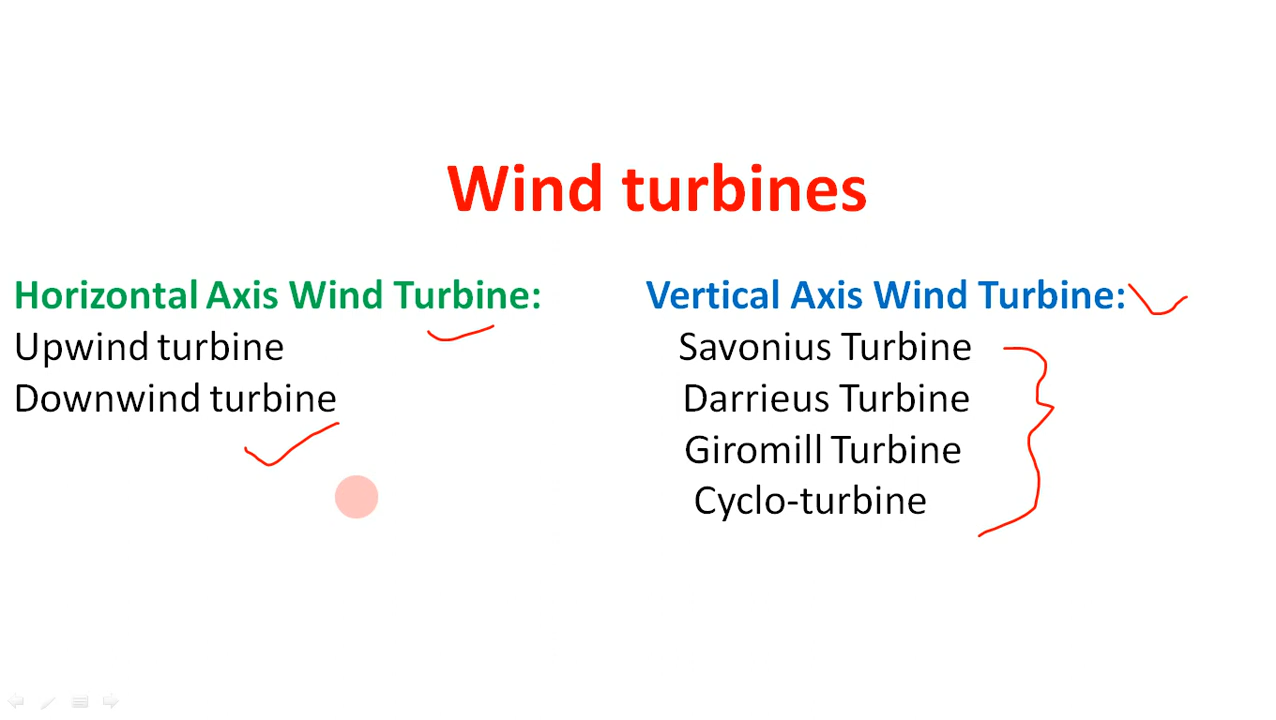 Wind turbines
Horizontal Axis Wind Turbine:
Upwind turbine
Downwind turbine
Vertical Axis Wind Turbine:
Savonius Turbine
Darrieus Turbine
Giromill Turbine
Cyclo-turbine